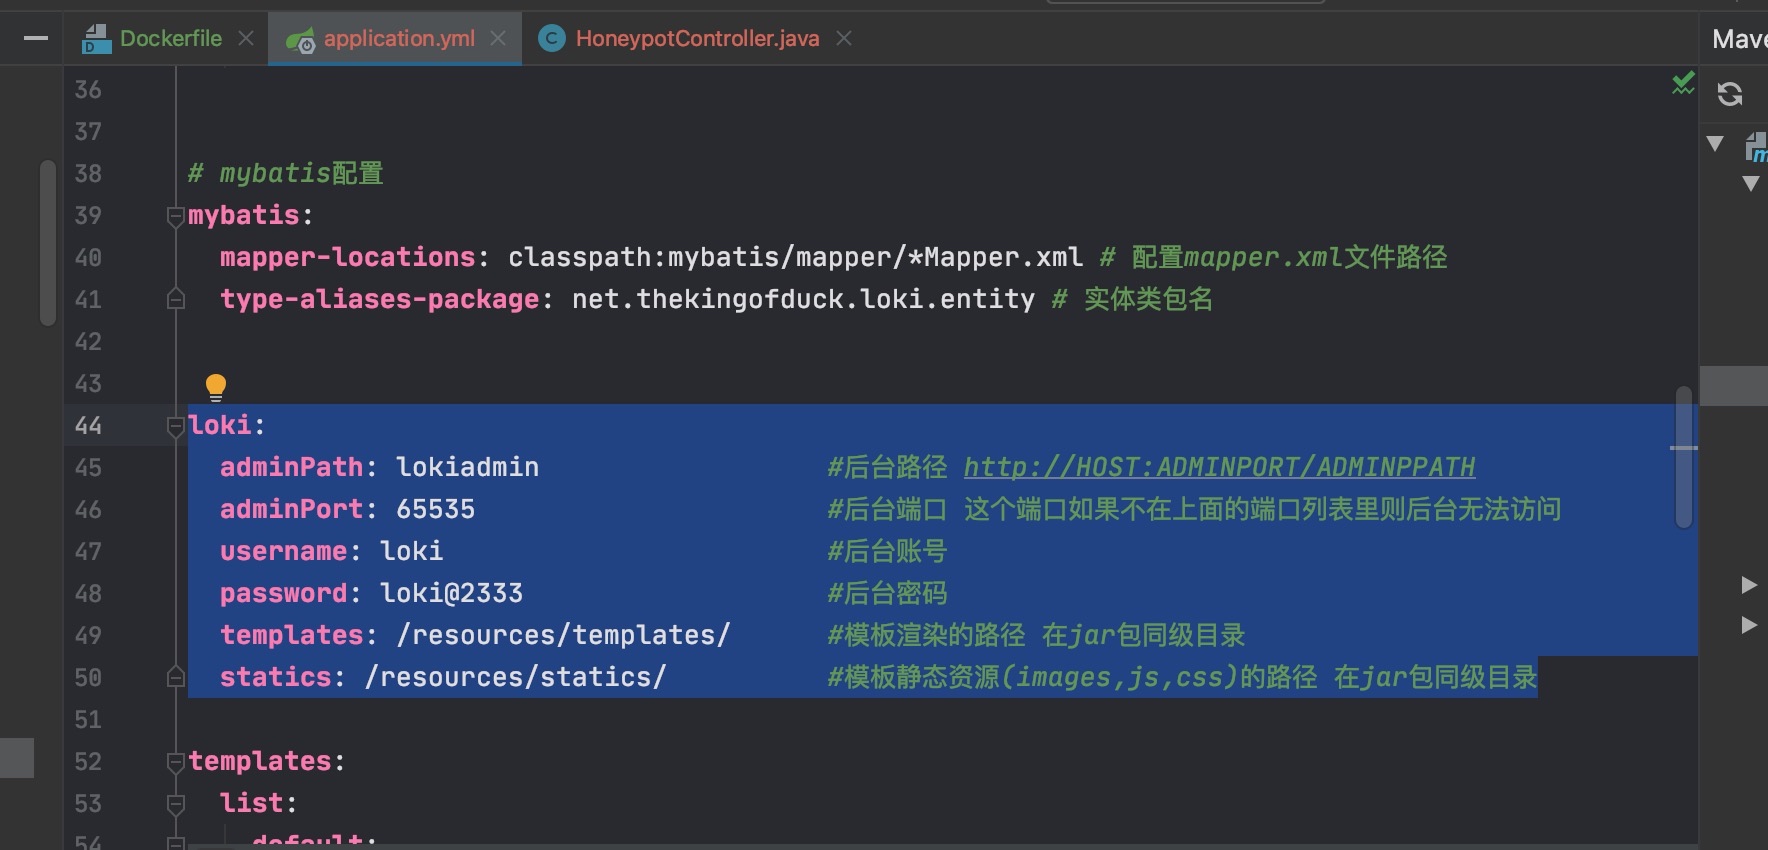 Dockerfile application.yml HoneypotController.java
36
37
38 # mybatis配置
39 mybatis:
40 mapper-locations: classpath:mybatis/mapper/*Mapper.xml # 配置mapper.xml文件路径
41 type-aliases-package: net.thekingofduck.loki.entity # 实体类包名
42
43
44 loki:
45 adminPath: lokiadmin #后台路径 http://HOST:ADMINPORT/ADMINPPATH
46 adminPort: 65535 #后台端口 这个端口如果不在上面的端口列表里则后台无法访问
47 username: loki #后台账号
48 password: loki@2333 #后台密码
49 templates: /resources/templates/ #模板渲染的路径 在jar包同级目录
50 statics: /resources/statics/ #模板静态资源(images,js,css)的路径 在jar包同级目录
51
52 templates:
53 list:
54 default: